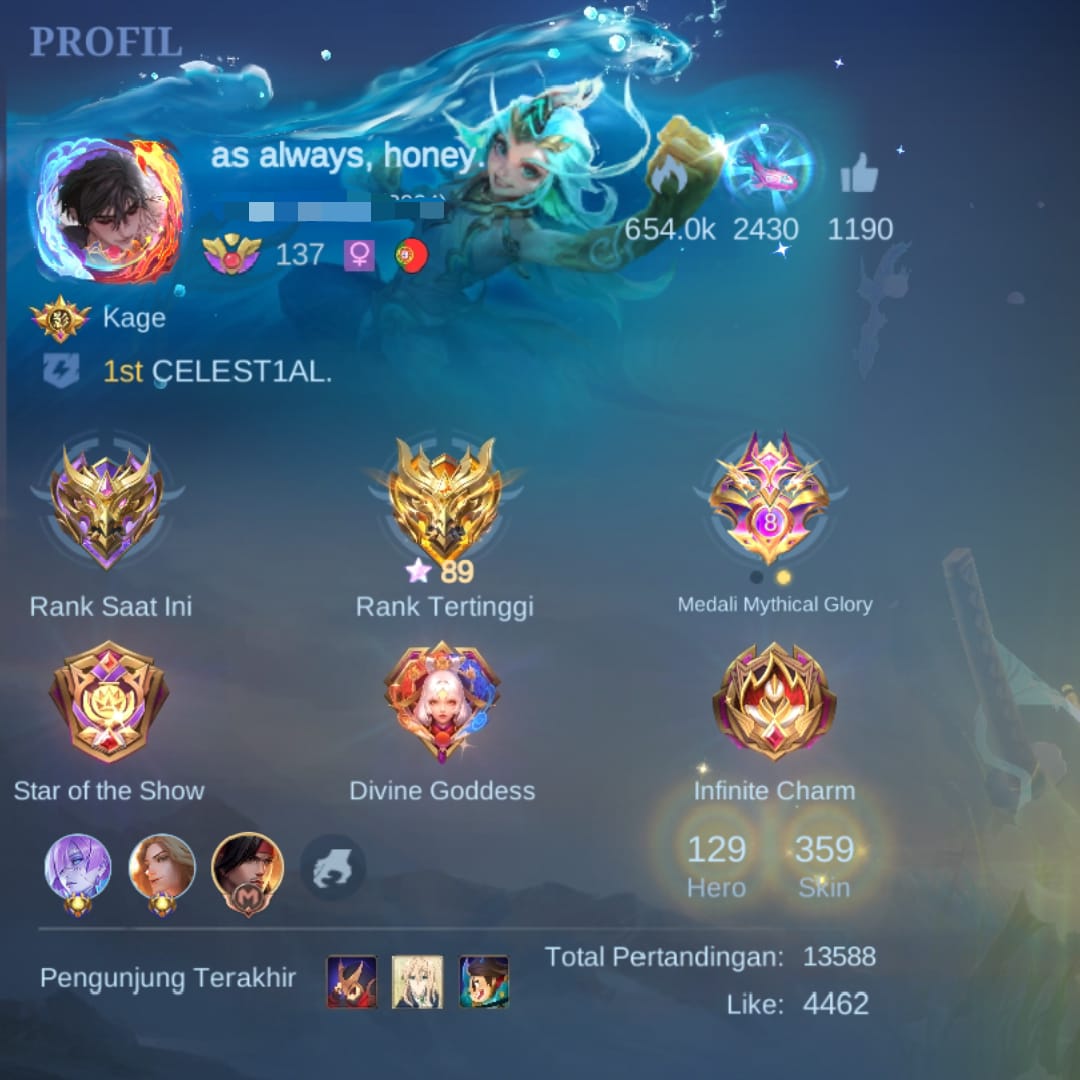 PROFIL
as always, honey.
654.0k 2430 1190
137
影 Kage
1st CELEST1AL.
8
89
Rank Saat Ini Rank Tertinggi Medali Mythical Glory
Star of the Show Divine Goddess Infinite Charm
129 359
Hero Skin
M
Pengunjung Terakhir
Total Pertandingan: 13588
Like: 4462